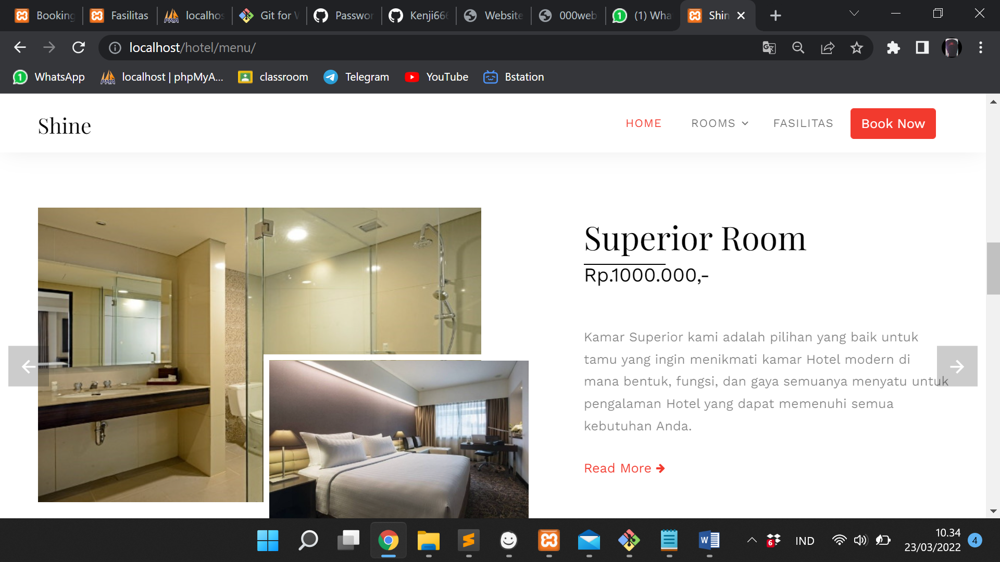 Booking
Fasilitas
localhos
Git for W
Passwor
Kenji666
Website
000web
(1) Wha
Shin
localhost/hotel/menu/
WhatsApp
localhost | phpMyA...
classroom
Telegram
YouTube
Bstation
Shine
HOME
ROOMS
FASILITAS
Book Now
Superior Room
Rp.1000.000,-
Kamar Superior kami adalah pilihan yang baik untuk
tamu yang ingin menikmati kamar Hotel modern di
mana bentuk, fungsi, dan gaya semuanya menyatu untuk
pengalaman Hotel yang dapat memenuhi semua
kebutuhan Anda.
Read More
6
IND
10.34
23/03/2022
4